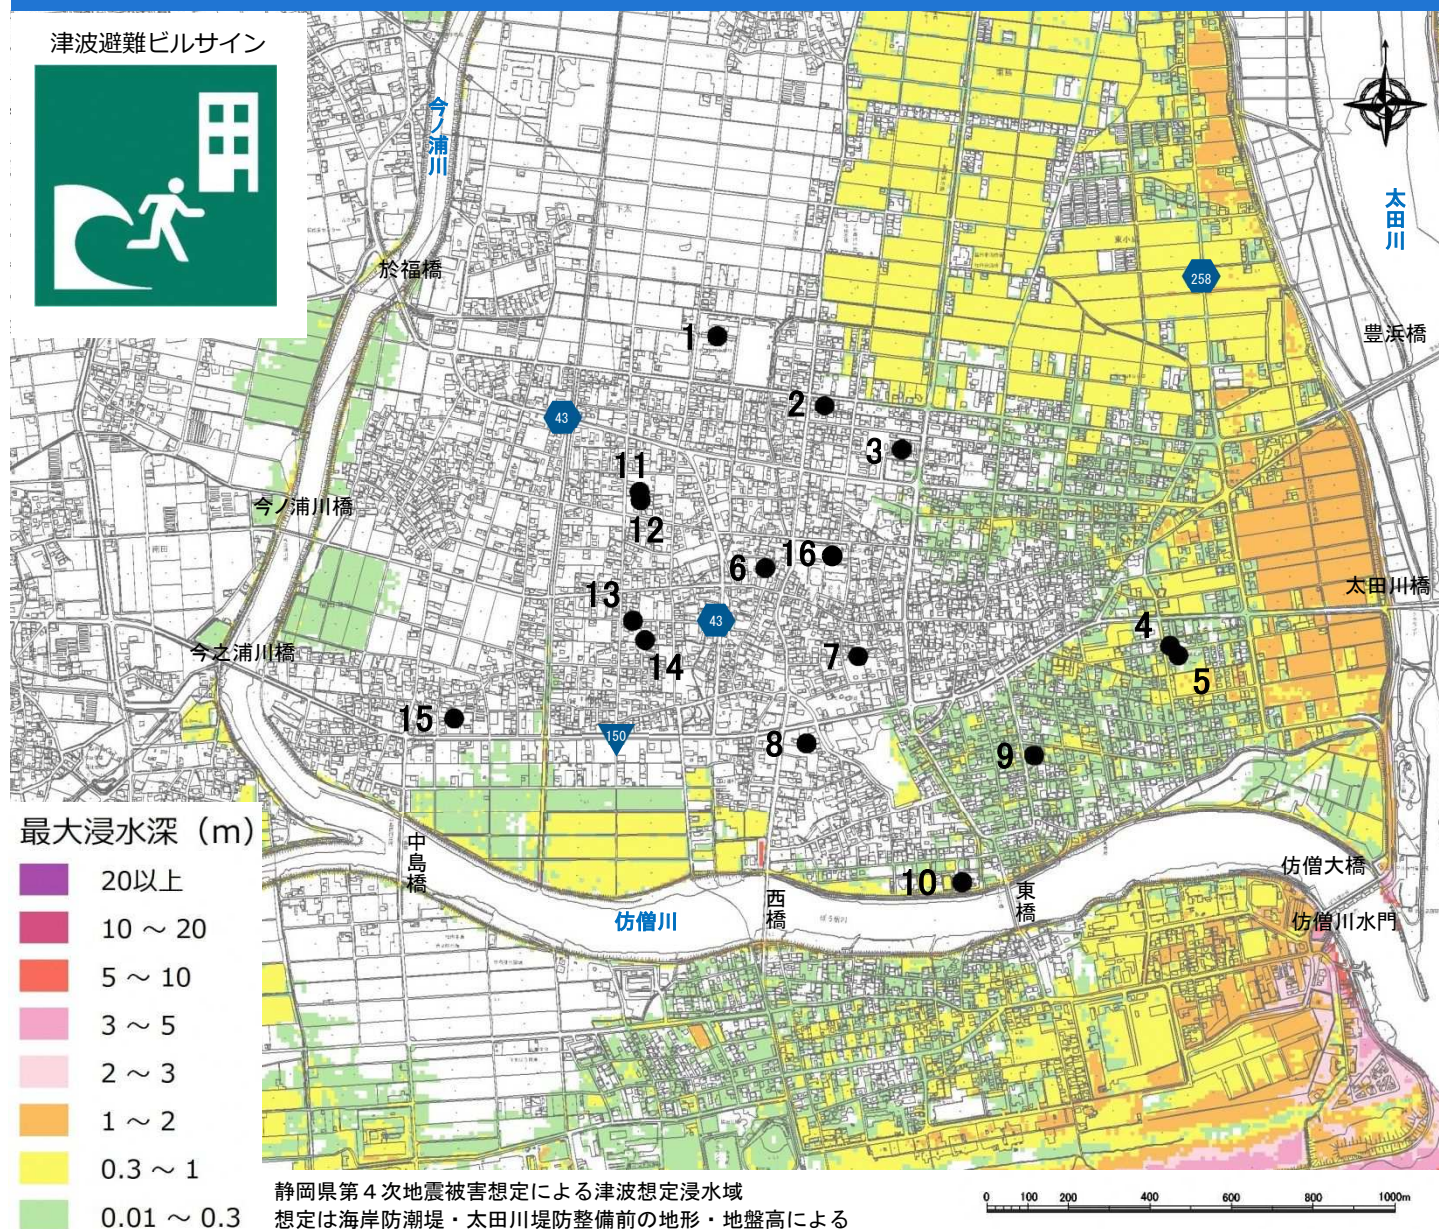 津波避難ビルサイン
今ノ浦川
太田川
於福橋
258
豊浜橋
1
2
43
3
11
12
今ノ浦川橋
16
6
太田川橋
13
43
4
今之浦川橋
14
7
5
15
150
8
9
最大浸水深（m）
20以上
10 ～ 20
5 ～ 10
3 ～ 5
2 ～ 3
1 ～ 2
0.3 ～ 1
0.01 ～ 0.3
中島橋
仿僧川
西橋
10
東橋
仿僧大橋
仿僧川水門
静岡県第４次地震被害想定による津波想定浸水域
想定は海岸防潮堤・太田川堤防整備前の地形・地盤高による
0 100 200 400 600 800 1000m